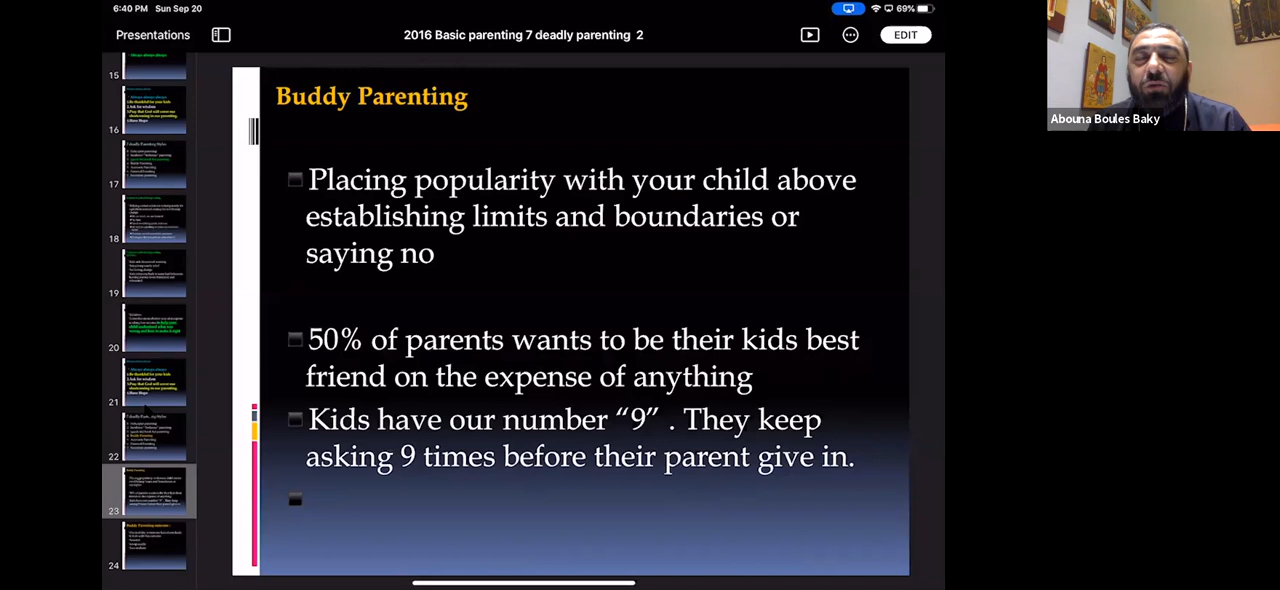 6:40 PM Sun Sep 20
69%
Presentations
2016 Basic parenting 7 deadly parenting 2
EDIT
Abouna Boules Baky
Buddy Parenting
Placing popularity with your child above
establishing limits and boundaries or
saying no
50% of parents wants to be their kids best
friend on the expense of anything
Kids have our number “9” . They keep
asking 9 times before their parent give in.
15
16
17
18
19
20
21
22
23
24